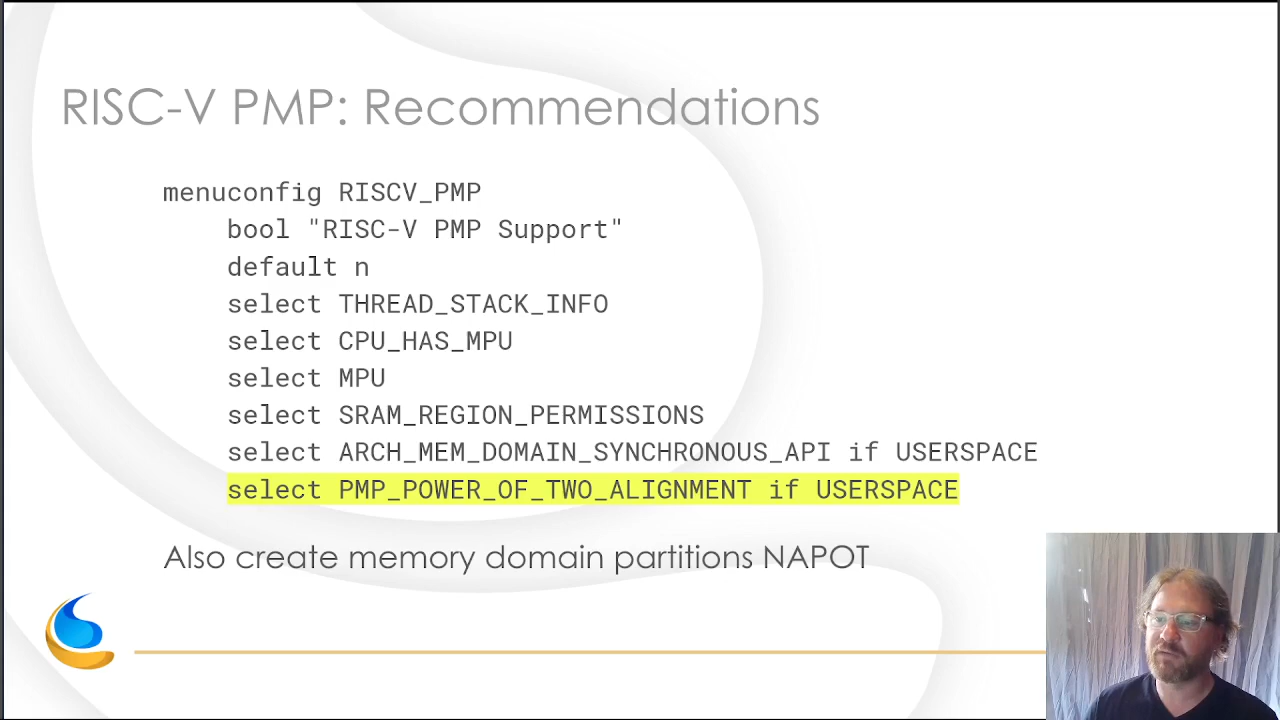 RISC-V PMP: Recommendations
menuconfig RISCV_PMP
bool "RISC-V PMP Support"
default n
select THREAD_STACK_INFO
select CPU_HAS_MPU
select MPU
select SRAM_REGION_PERMISSIONS
select ARCH_MEM_DOMAIN_SYNCHRONOUS_API if USERSPACE
select PMP_POWER_OF_TWO_ALIGNMENT if USERSPACE
Also create memory domain partitions NAPOT